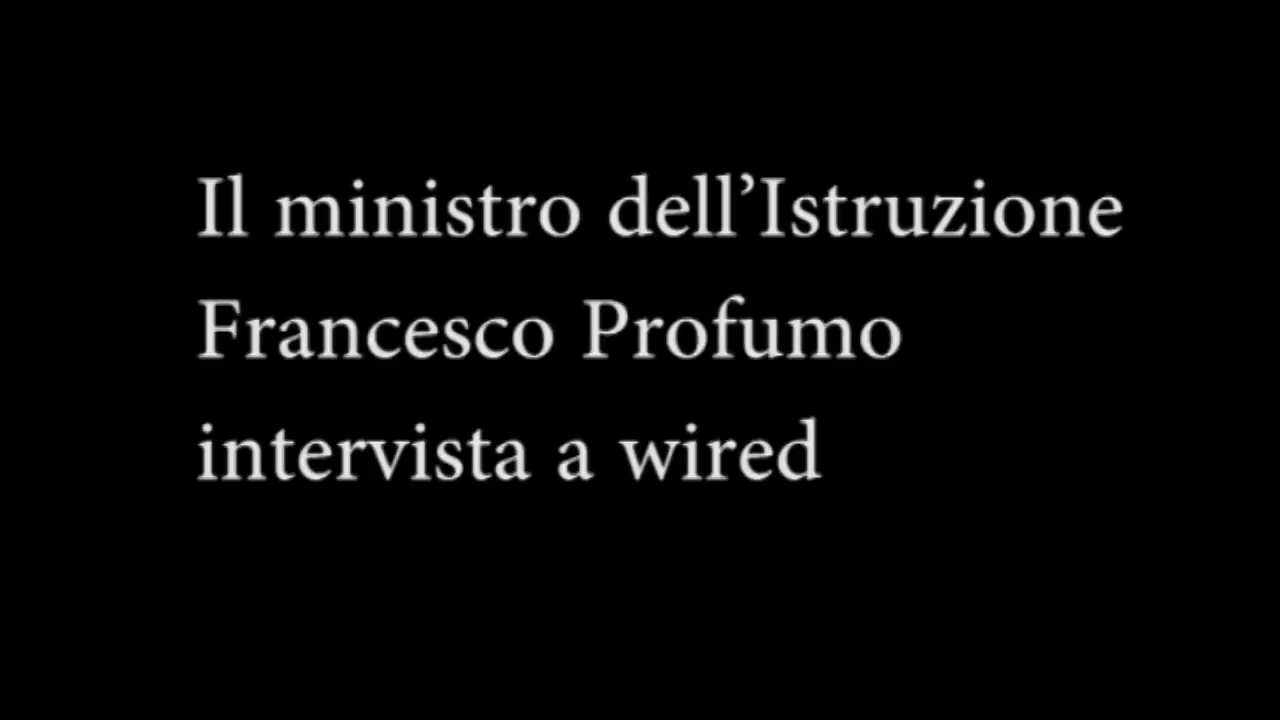 Il ministro dell’Istruzione
Francesco Profumo
intervista a wired